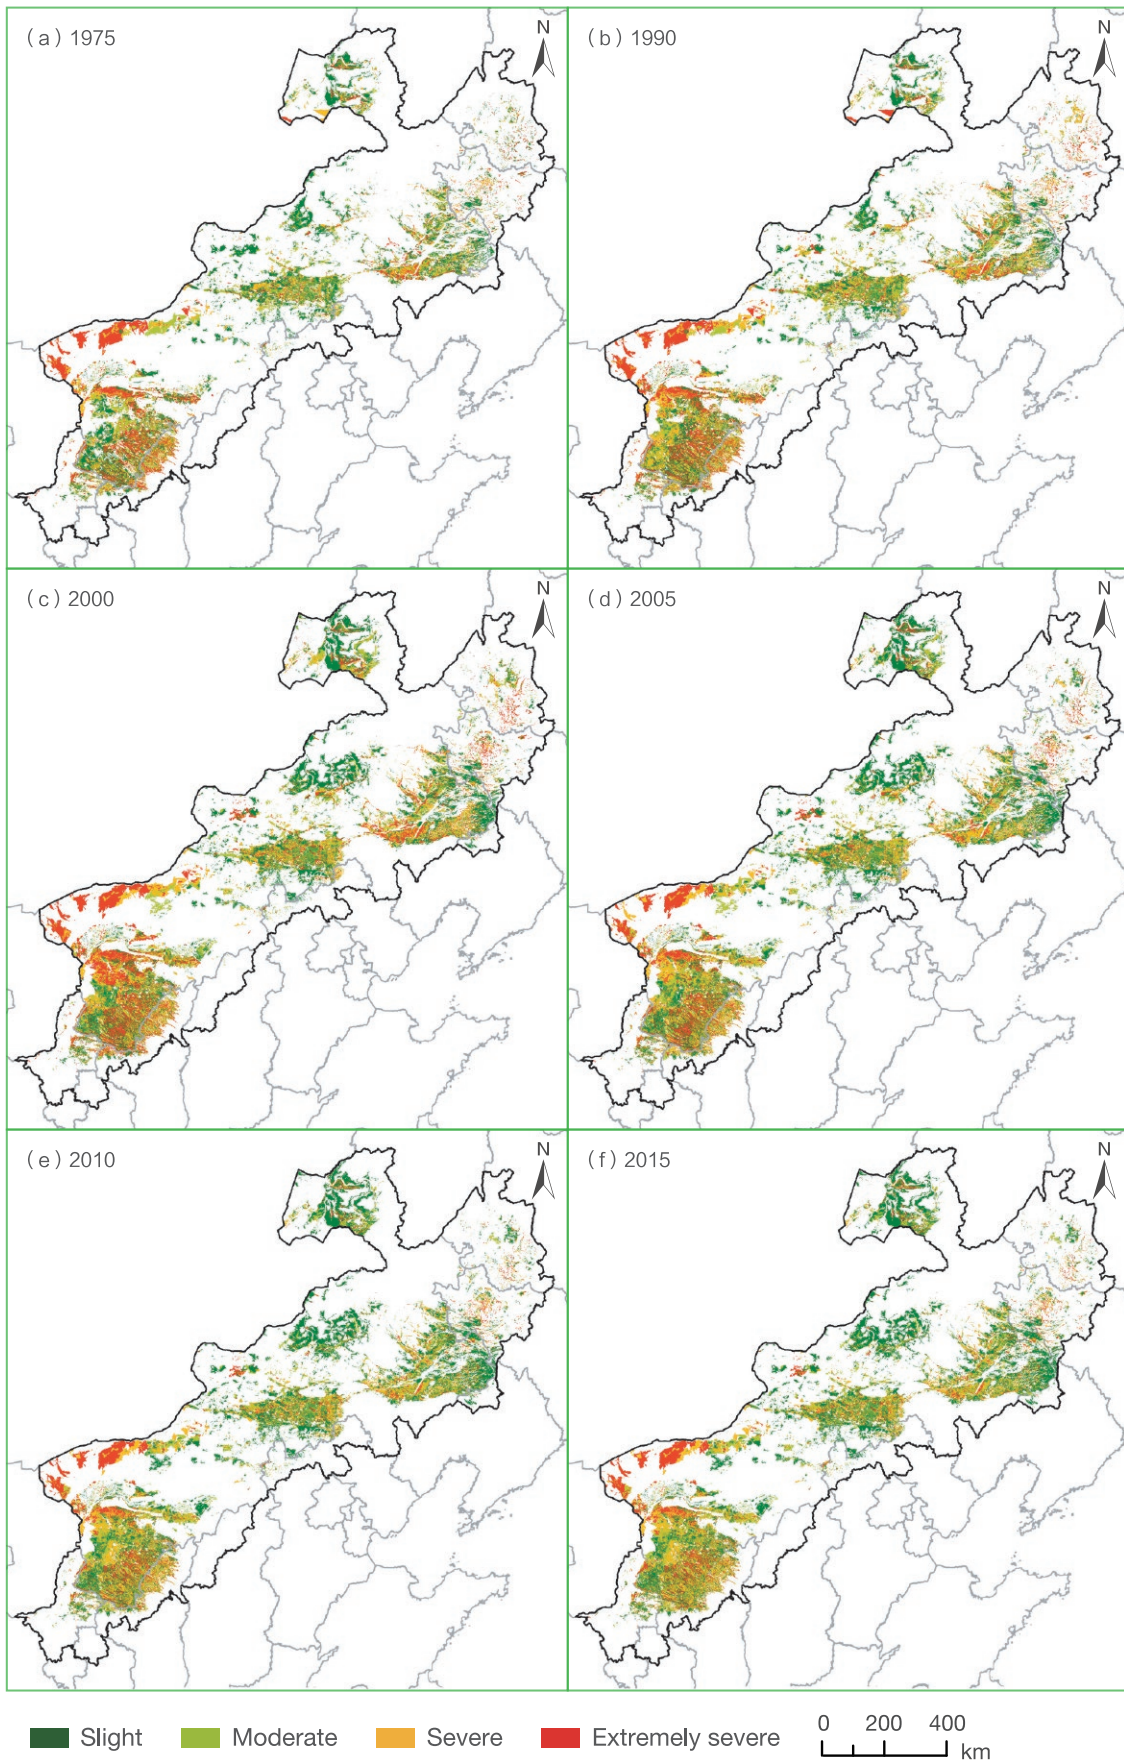 (a) 1975
N
(b) 1990
N
(c) 2000
N
(d) 2005
N
(e) 2010
N
(f) 2015
N
Slight
Moderate
Severe
Extremely severe
0 200 400
km